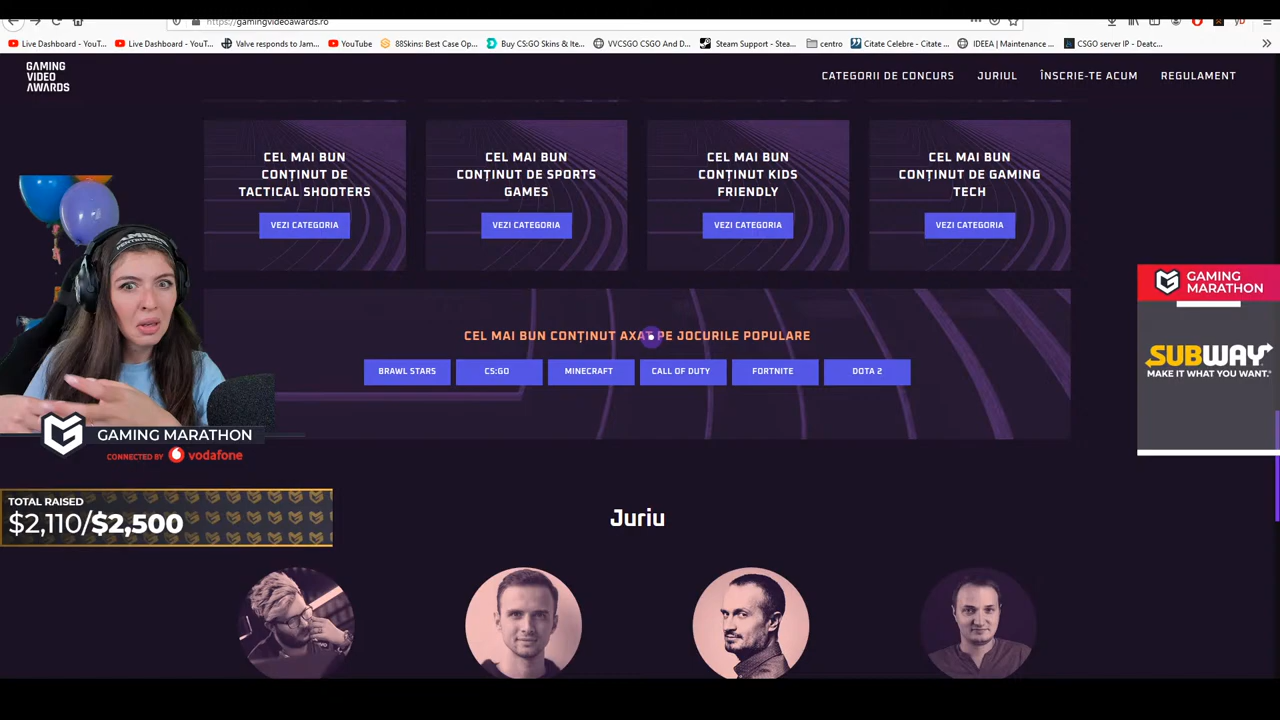 https://gamingvideoawards.ro
Live Dashboard - YouT...
Live Dashboard - YouT...
Valve responds to Jam...
YouTube
88Skins: Best Case Op...
Buy CS:GO Skins & Ite...
VVCSGO CSGO And D...
Steam Support - Stea...
centro
Citate Celebre - Citate ...
IDEEA | Maintenance ...
CSGO server IP - Deatc...
GAMING
VIDEO
AWARDS
CATEGORII DE CONCURS
JURIUL
ÎNSCRIE-TE ACUM
REGULAMENT
CEL MAI BUN
CONȚINUT DE
TACTICAL SHOOTERS
VEZI CATEGORIA
CEL MAI BUN
CONȚINUT DE SPORTS
GAMES
VEZI CATEGORIA
CEL MAI BUN
CONȚINUT KIDS
FRIENDLY
VEZI CATEGORIA
CEL MAI BUN
CONȚINUT DE GAMING
TECH
VEZI CATEGORIA
CEL MAI BUN CONȚINUT AXAT PE JOCURILE POPULARE
BRAWL STARS
CS:GO
MINECRAFT
CALL OF DUTY
FORTNITE
DOTA 2
GAMING
MARATHON
SUBWAY
MAKE IT WHAT YOU WANT.
GAMING MARATHON
CONNECTED BY vodafone
TOTAL RAISED
$2,110/$2,500
Juriu